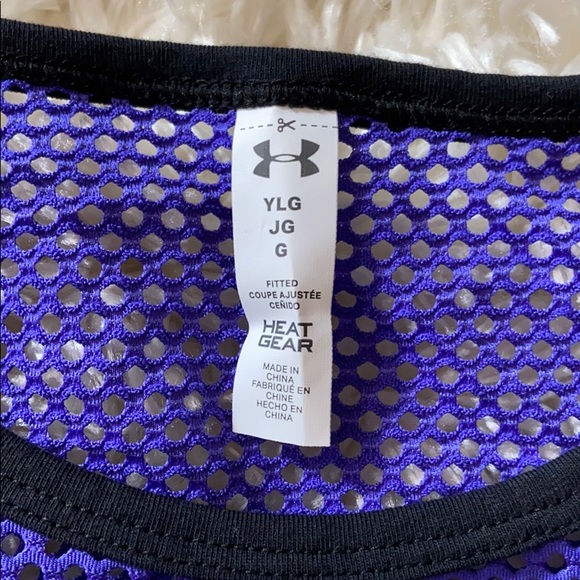 YLG
JG
G
FITTED
COUPE AJUSTÉE
CEÑIDO
HEAT
GEAR
MADE IN
CHINA
FABRIQUÉ EN
CHINE
HECHO EN
CHINA